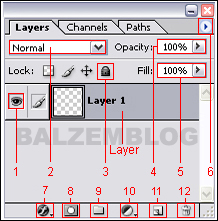 Layers Channels Paths
Normal Opacity: 100%
Lock: Fill: 100%
Layer 1
BALZEMBLOG
Layer
1 2 3 4 5 6
7 8 9 10 11 12